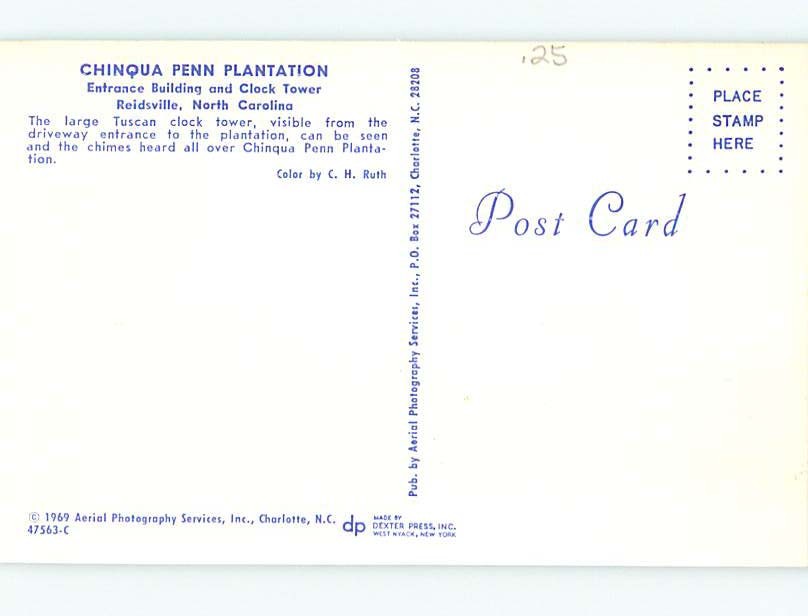 CHINQUA PENN PLANTATION
Entrance Building and Clock Tower
Reidsville, North Carolina
The large Tuscan clock tower, visible from the
driveway entrance to the plantation, can be seen
and the chimes heard all over Chinqua Penn Planta-
tion.
Color by C. H. Ruth
© 1969 Aerial Photography Services, Inc., Charlotte, N.C.
47563-C
dp
MADE BY
DEXTER PRESS, INC.
WEST NYACK, NEW YORK
Pub. by Aerial Photography Services, Inc., P.O. Box 27112, Charlotte, N.C. 28208
.25
PLACE
STAMP
HERE
Post Card